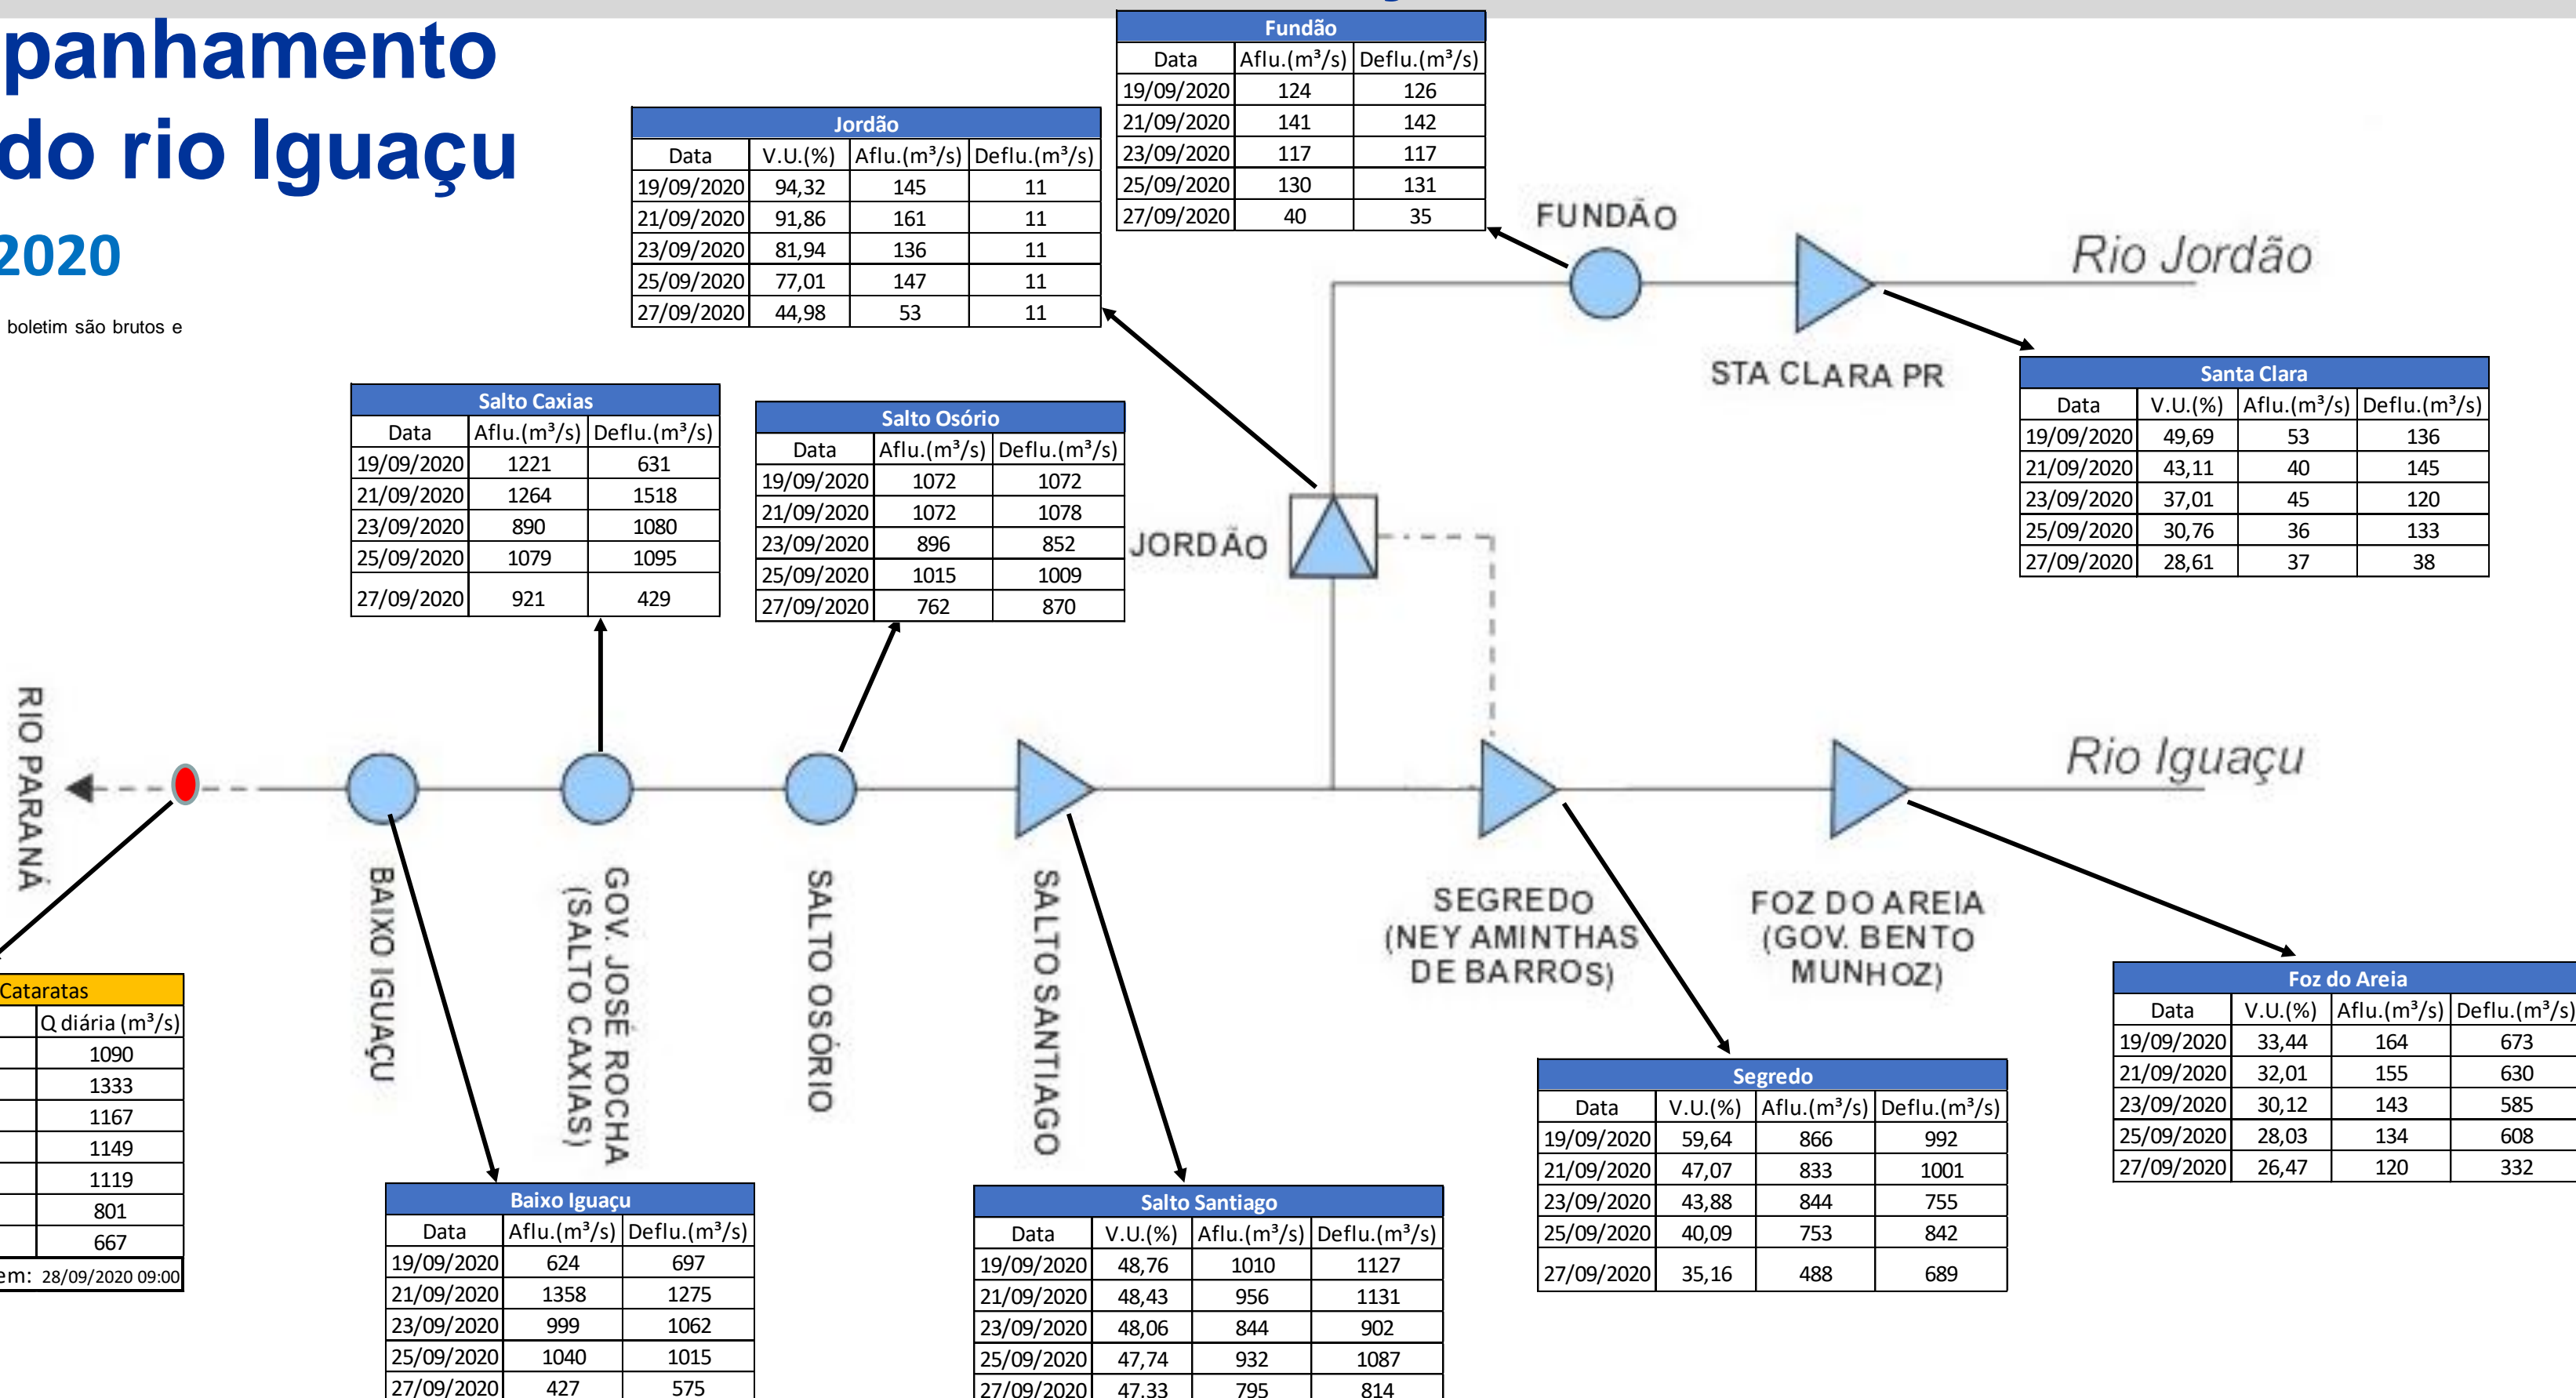 panhamento
do rio Iguaçu
2020
boletim são brutos e
Fundão
Data Aflu.(m³/s) Deflu.(m³/s)
19/09/2020 124 126
21/09/2020 141 142
23/09/2020 117 117
25/09/2020 130 131
27/09/2020 40 35
Jordão
Data V.U.(%) Aflu.(m³/s) Deflu.(m³/s)
19/09/2020 94,32 145 11
21/09/2020 91,86 161 11
23/09/2020 81,94 136 11
25/09/2020 77,01 147 11
27/09/2020 44,98 53 11
FUNDÃO
Rio Jordão
STA CLARA PR
Santa Clara
Data V.U.(%) Aflu.(m³/s) Deflu.(m³/s)
19/09/2020 49,69 53 136
21/09/2020 43,11 40 145
23/09/2020 37,01 45 120
25/09/2020 30,76 36 133
27/09/2020 28,61 37 38
Salto Caxias
Data Aflu.(m³/s) Deflu.(m³/s)
19/09/2020 1221 631
21/09/2020 1264 1518
23/09/2020 890 1080
25/09/2020 1079 1095
27/09/2020 921 429
Salto Osório
Data Aflu.(m³/s) Deflu.(m³/s)
19/09/2020 1072 1072
21/09/2020 1072 1078
23/09/2020 896 852
25/09/2020 1015 1009
27/09/2020 762 870
JORDÃO
RIO PARANÁ
Rio Iguaçu
BAIXO IGUAÇU
GOV. JOSÉ ROCHA
(SALTO CAXIAS)
SALTO OSÓRIO
SALTO SANTIAGO
SEGREDO
(NEY AMINTHAS
DE BARROS)
FOZ DO AREIA
(GOV. BENTO
MUNHOZ)
Cataratas
Q diária (m³/s)
1090
1333
1167
1149
1119
801
667
em: 28/09/2020 09:00
Baixo Iguaçu
Data Aflu.(m³/s) Deflu.(m³/s)
19/09/2020 624 697
21/09/2020 1358 1275
23/09/2020 999 1062
25/09/2020 1040 1015
27/09/2020 427 575
Salto Santiago
Data V.U.(%) Aflu.(m³/s) Deflu.(m³/s)
19/09/2020 48,76 1010 1127
21/09/2020 48,43 956 1131
23/09/2020 48,06 844 902
25/09/2020 47,74 932 1087
27/09/2020 47,33 795 814
Segredo
Data V.U.(%) Aflu.(m³/s) Deflu.(m³/s)
19/09/2020 59,64 866 992
21/09/2020 47,07 833 1001
23/09/2020 43,88 844 755
25/09/2020 40,09 753 842
27/09/2020 35,16 488 689
Foz do Areia
Data V.U.(%) Aflu.(m³/s) Deflu.(m³/s)
19/09/2020 33,44 164 673
21/09/2020 32,01 155 630
23/09/2020 30,12 143 585
25/09/2020 28,03 134 608
27/09/2020 26,47 120 332